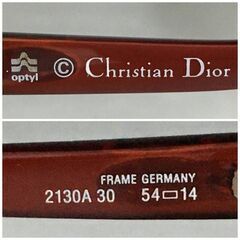 optyl © Christian Dior
FRAME GERMANY
2130A 30 54□14